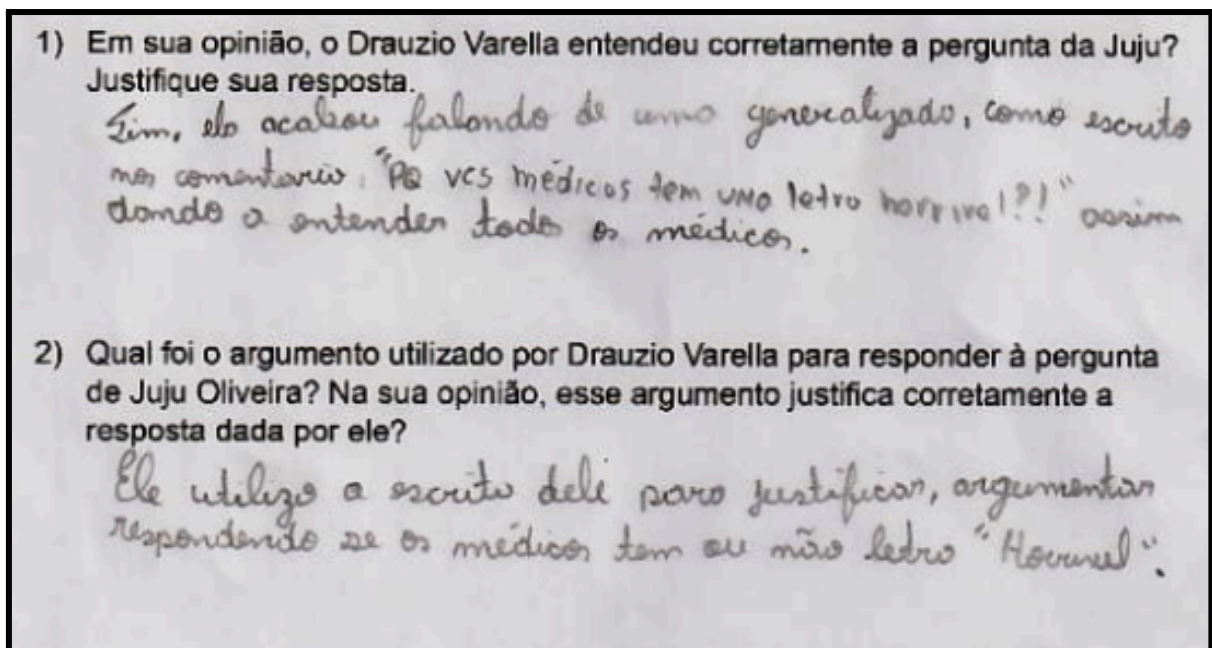 1) Em sua opinião, o Drauzio Varella entendeu corretamente a pergunta da Juju?
Justifique sua resposta.
Sim, ele acabou falando de uma generalizado, como escrito
nos comentario, "PQ vcs médicos tem uma letra horrivel?!" assim
dando a entender todos os médicos.
2) Qual foi o argumento utilizado por Drauzio Varella para responder à pergunta
de Juju Oliveira? Na sua opinião, esse argumento justifica corretamente a
resposta dada por ele?
Ele utilizo a escrita dele para justificar, argumentar
respondendo se os médicos tem ou não letra "Horrivel".